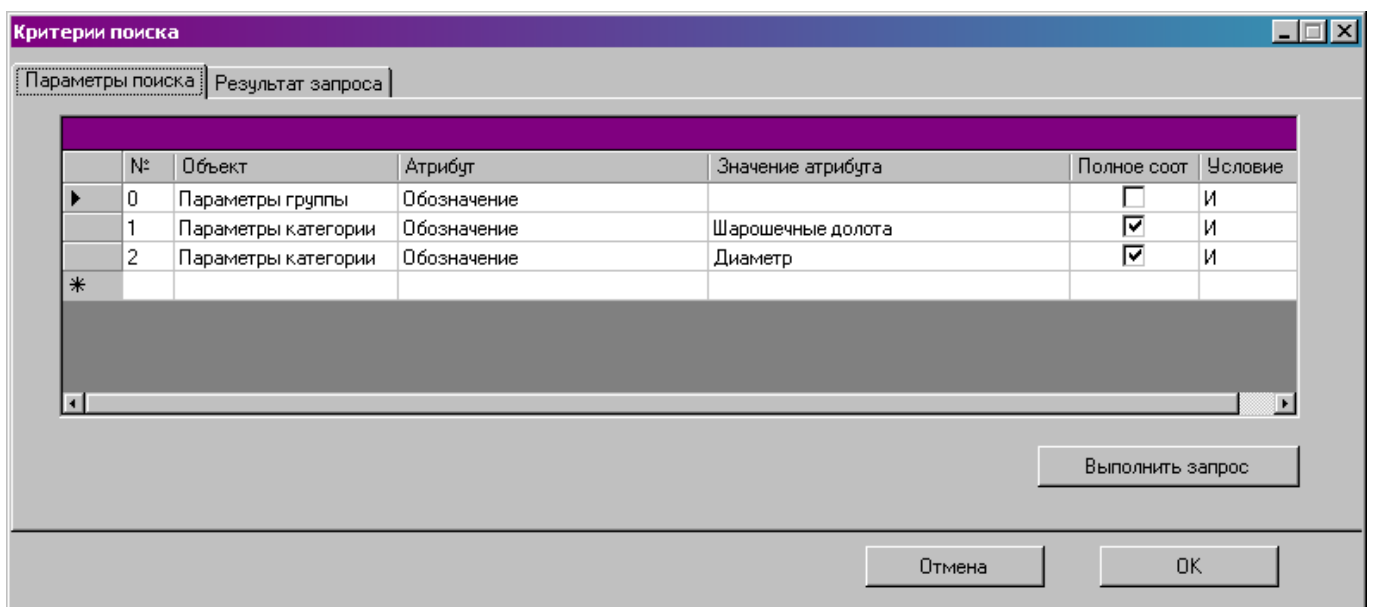 Критерии поиска
Параметры поиска Результат запроса
№ Объект Атрибут Значение атрибута Полное соот Условие
0 Параметры группы Обозначение И
1 Параметры категории Обозначение Шарошечные долота И
2 Параметры категории Обозначение Диаметр И
Выполнить запрос
Отмена OK